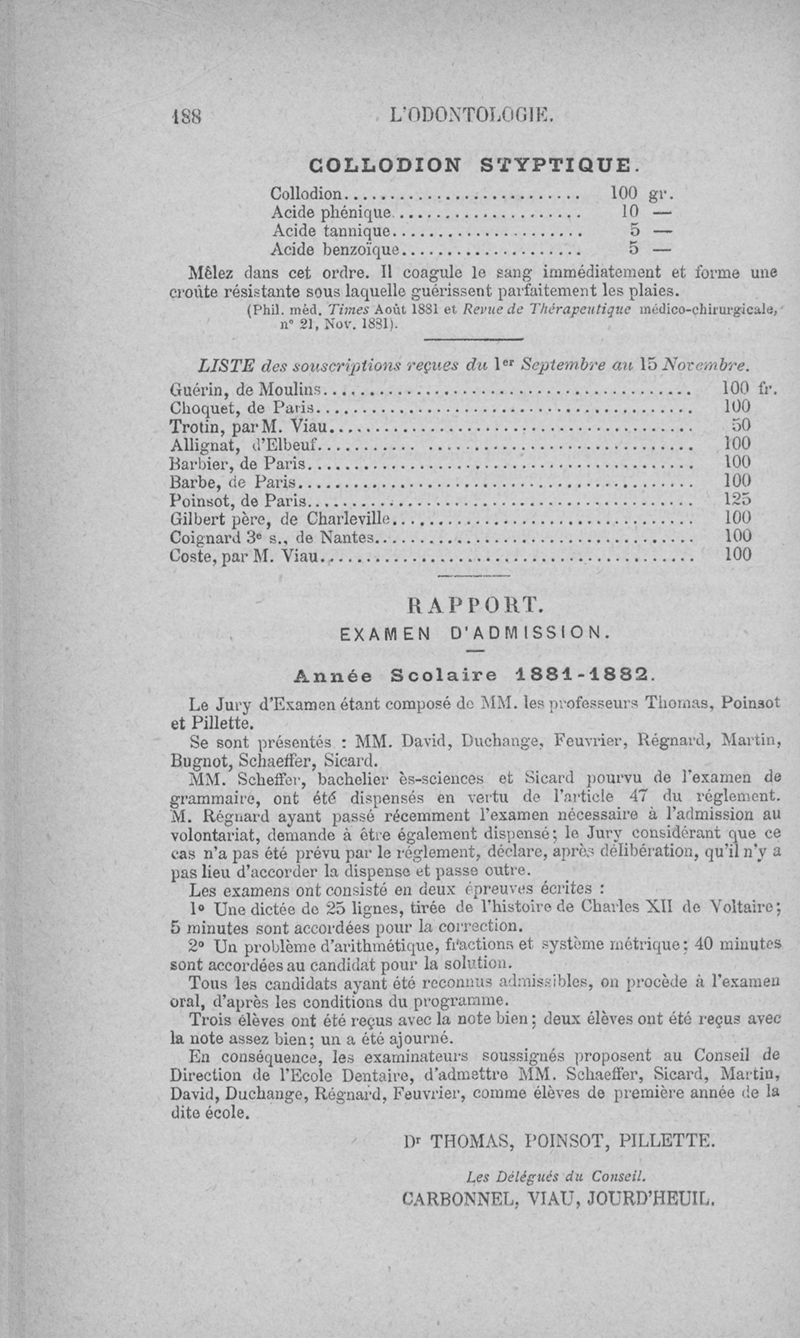 188 L'ODONTOLOGIE.
COLLODION STYPTIQUE.
Collodion........................... 100 gr.
Acide phénique...................... 10 —
Acide tannique...................... 5 —
Acide benzoïque..................... 5 —
Mêlez dans cet ordre. Il coagule le sang immédiatement et forme une
croûte résistante sous laquelle guérissent parfaitement les plaies.
(Phil. méd. Times Août 1881 et Revue de Thérapeutique médico-chirurgicale,
n° 21, Nov. 1881).
LISTE des souscriptions reçues du 1er Septembre au 15 Novembre.
Guérin, de Moulins........................................ 100 fr.
Choquet, de Paris......................................... 100
Trotin, par M. Viau....................................... 50
Allignat, d'Elbeuf........................................ 100
Barbier, de Paris......................................... 100
Barbe, de Paris........................................... 100
Poinsot, de Paris......................................... 125
Gilbert père, de Charleville.............................. 100
Coignard 3e s., de Nantes................................. 100
Coste, par M. Viau........................................ 100
RAPPORT.
EXAMEN D'ADMISSION.
Année Scolaire 1881-1882.
Le Jury d'Examen étant composé de MM. les professeurs Thomas, Poinsot
et Pillette.
Se sont présentés : MM. David, Duchange, Feuvrier, Régnard, Martin,
Bugnot, Schaeffer, Sicard.
MM. Scheffer, bachelier ès-sciences et Sicard pourvu de l'examen de
grammaire, ont été dispensés en vertu de l'article 47 du réglement.
M. Régnard ayant passé récemment l'examen nécessaire à l'admission au
volontariat, demande à être également dispensé; le Jury considérant que ce
cas n'a pas été prévu par le réglement, déclare, après délibération, qu'il n'y a
pas lieu d'accorder la dispense et passe outre.
Les examens ont consisté en deux épreuves écrites :
1° Une dictée de 25 lignes, tirée de l'histoire de Charles XII de Voltaire;
5 minutes sont accordées pour la correction.
2° Un problème d'arithmétique, fractions et système métrique; 40 minutes
sont accordées au candidat pour la solution.
Tous les candidats ayant été reconnus admissibles, on procède à l'examen
oral, d'après les conditions du programme.
Trois élèves ont été reçus avec la note bien; deux élèves ont été reçus avec
la note assez bien; un a été ajourné.
En conséquence, les examinateurs soussignés proposent au Conseil de
Direction de l'Ecole Dentaire, d'admettre MM. Schaeffer, Sicard, Martin,
David, Duchange, Régnard, Feuvrier, comme élèves de première année de la
dite école.
Dr THOMAS, POINSOT, PILLETTE.
Les Délégués du Conseil.
CARBONNEL, VIAU, JOURD'HEUIL.